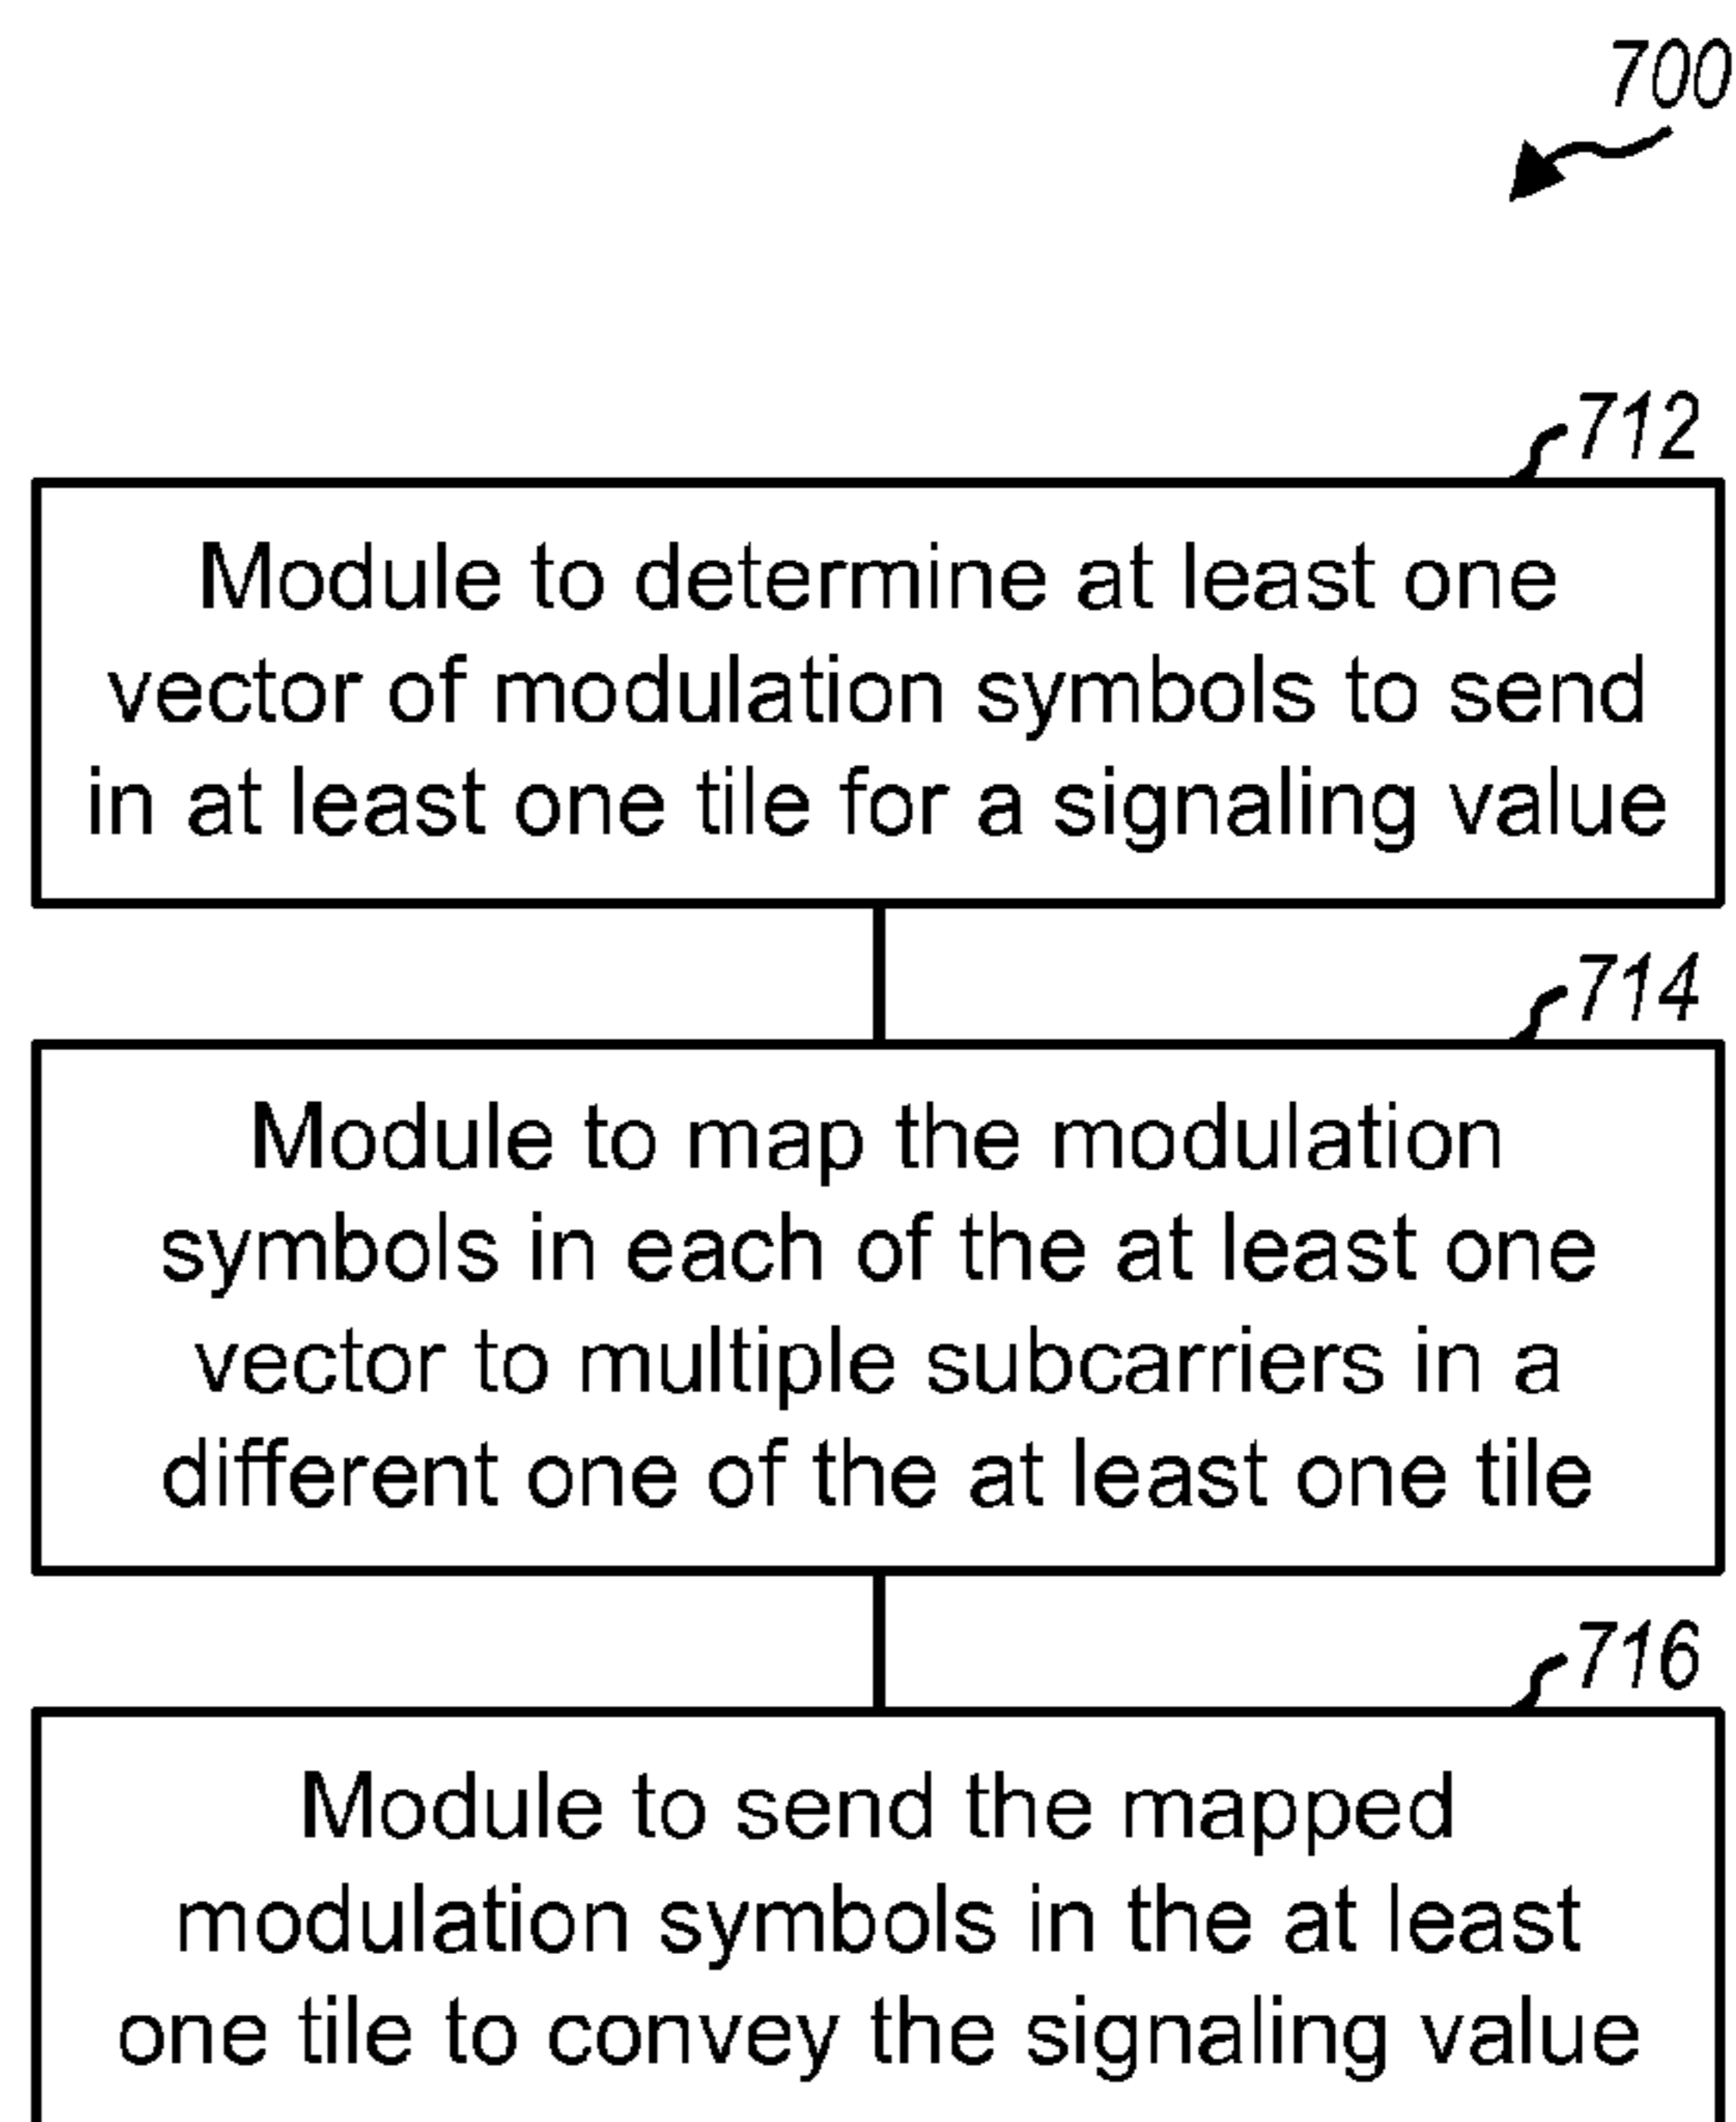 700
712
Module to determine at least one
vector of modulation symbols to send
in at least one tile for a signaling value
714
Module to map the modulation
symbols in each of the at least one
vector to multiple subcarriers in a
different one of the at least one tile
716
Module to send the mapped
modulation symbols in the at least
one tile to convey the signaling value